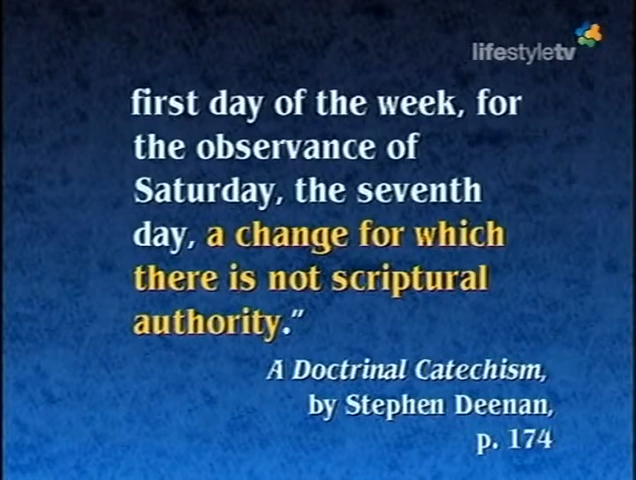 lifestyletv
first day of the week, for
the observance of
Saturday, the seventh
day, a change for which
there is not scriptural
authority.”
A Doctrinal Catechism,
by Stephen Deenan,
p. 174